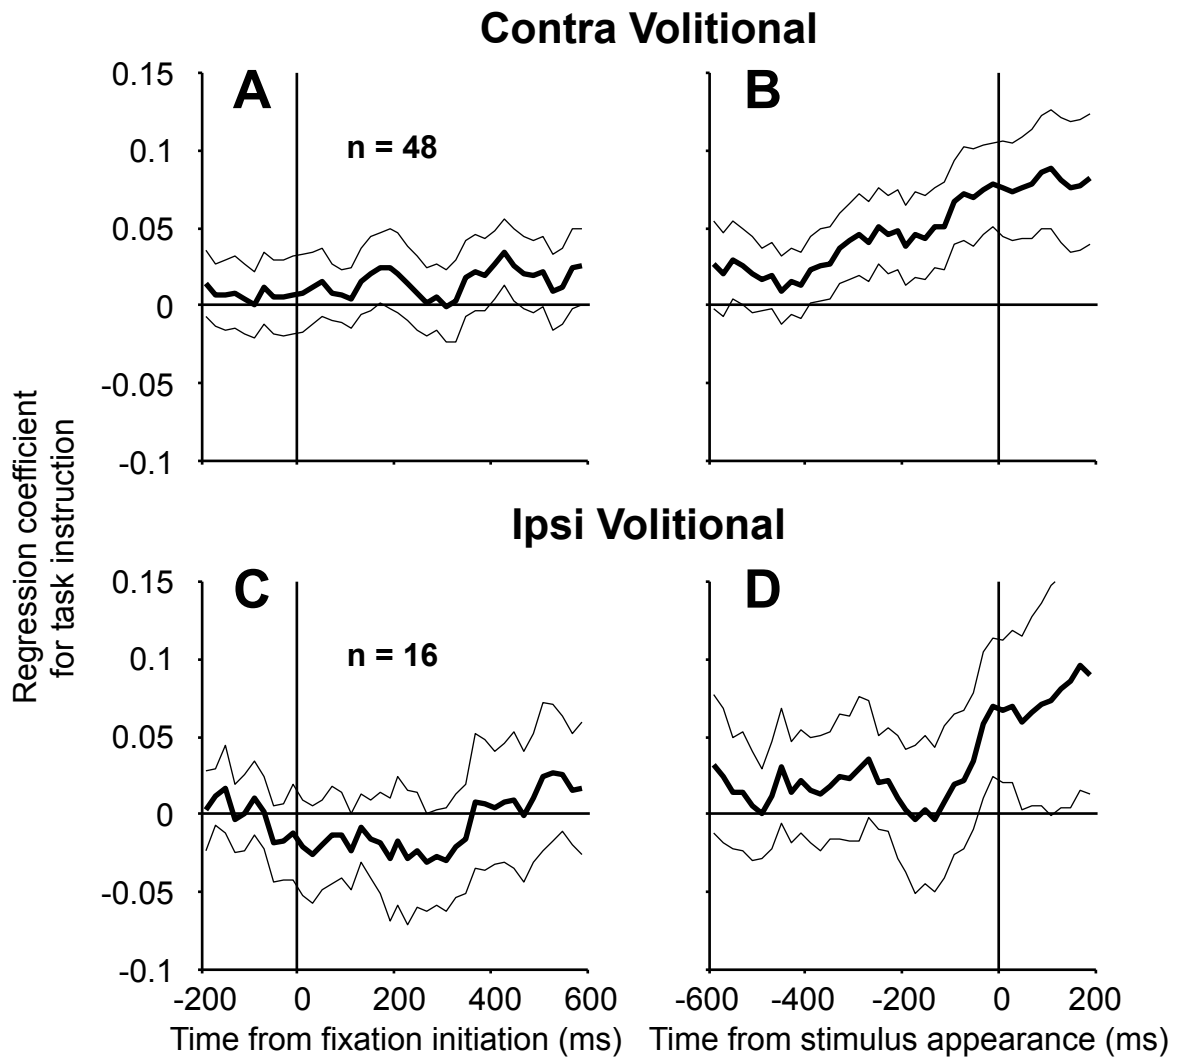 Contra Volitional
A
B
n = 48
0.15
0.1
0.05
0
-0.05
-0.1
Ipsi Volitional
C
D
n = 16
0.15
0.1
0.05
0
-0.05
-0.1
Regression coefficient
for task instruction
-200 0 200 400 600
-600 -400 -200 0 200
Time from fixation initiation (ms)
Time from stimulus appearance (ms)